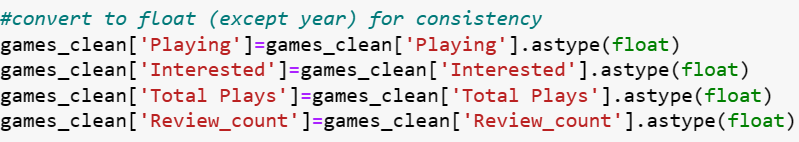 #convert to float (except year) for consistency
games_clean['Playing']=games_clean['Playing'].astype(float)
games_clean['Interested']=games_clean['Interested'].astype(float)
games_clean['Total Plays']=games_clean['Total Plays'].astype(float)
games_clean['Review_count']=games_clean['Review_count'].astype(float)